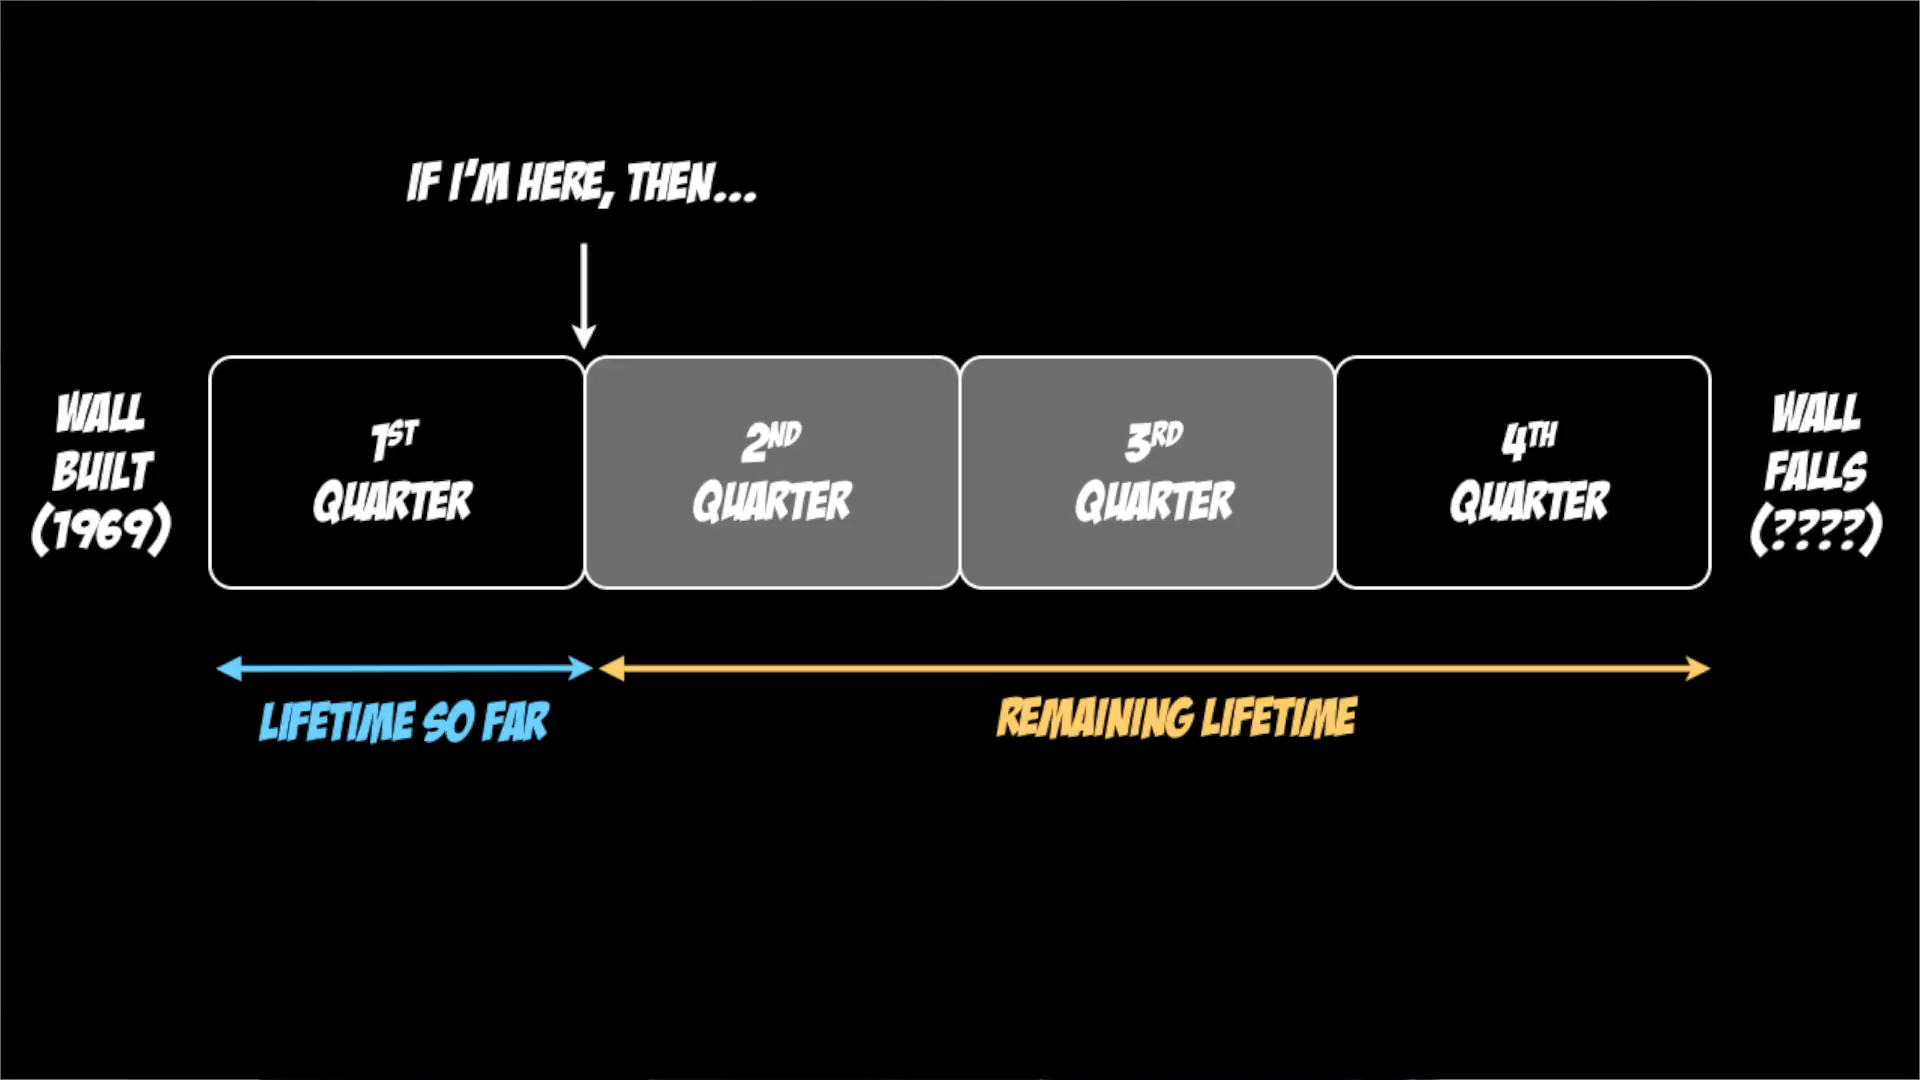 IF I'M HERE, THEN...
WALL
BUILT
(1969)
1ST
QUARTER
2ND
QUARTER
3RD
QUARTER
4TH
QUARTER
WALL
FALLS
(????)
LIFETIME SO FAR
REMAINING LIFETIME